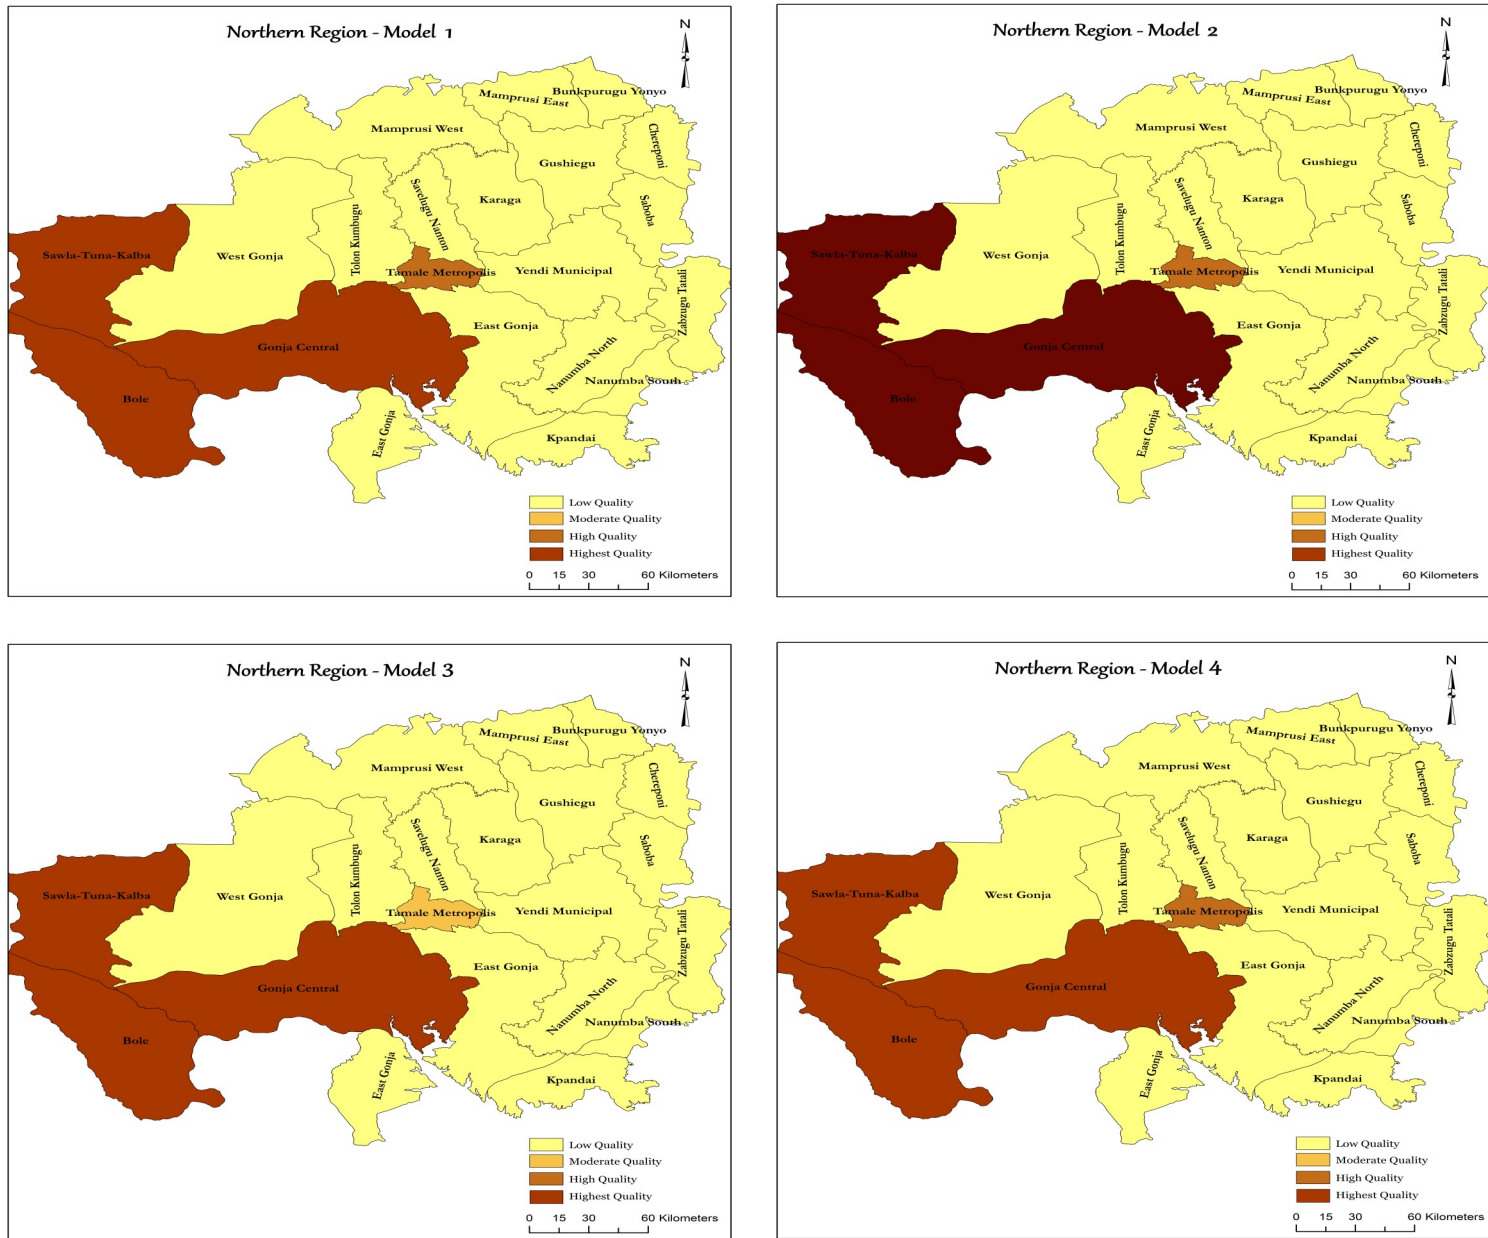 Northern Region - Model 1
N
Bunkpurugu Yonyo
Mamprusi East
Mamprusi West
Chereponi
Gushiegu
Savelugu Nanton
Karaga
Saboba
Tolon Kumbugu
Sawla-Tuna-Kalba
West Gonja
Tamale Metropolis
Yendi Municipal
Zabzugu Tatali
East Gonja
Gonja Central
Nanumba North
Nanumba South
Bole
East Gonja
Kpandai
Low Quality
Moderate Quality
High Quality
Highest Quality
0 15 30 60 Kilometers
Northern Region - Model 2
N
Bunkpurugu Yonyo
Mamprusi East
Mamprusi West
Chereponi
Gushiegu
Savelugu Nanton
Karaga
Saboba
Tolon Kumbugu
Sawla-Tuna-Kalba
West Gonja
Tamale Metropolis
Yendi Municipal
Zabzugu Tatali
East Gonja
Gonja Central
Nanumba North
Nanumba South
Bole
East Gonja
Kpandai
Low Quality
Moderate Quality
High Quality
Highest Quality
0 15 30 60 Kilometers
Northern Region - Model 3
N
Bunkpurugu Yonyo
Mamprusi East
Mamprusi West
Chereponi
Gushiegu
Savelugu Nanton
Karaga
Saboba
Tolon Kumbugu
Sawla-Tuna-Kalba
West Gonja
Tamale Metropolis
Yendi Municipal
Zabzugu Tatali
East Gonja
Gonja Central
Nanumba North
Nanumba South
Bole
East Gonja
Kpandai
Low Quality
Moderate Quality
High Quality
Highest Quality
0 15 30 60 Kilometers
Northern Region - Model 4
N
Bunkpurugu Yonyo
Mamprusi East
Mamprusi West
Chereponi
Gushiegu
Savelugu Nanton
Karaga
Saboba
Tolon Kumbugu
Sawla-Tuna-Kalba
West Gonja
Tamale Metropolis
Yendi Municipal
Zabzugu Tatali
East Gonja
Gonja Central
Nanumba North
Nanumba South
Bole
East Gonja
Kpandai
Low Quality
Moderate Quality
High Quality
Highest Quality
0 15 30 60 Kilometers